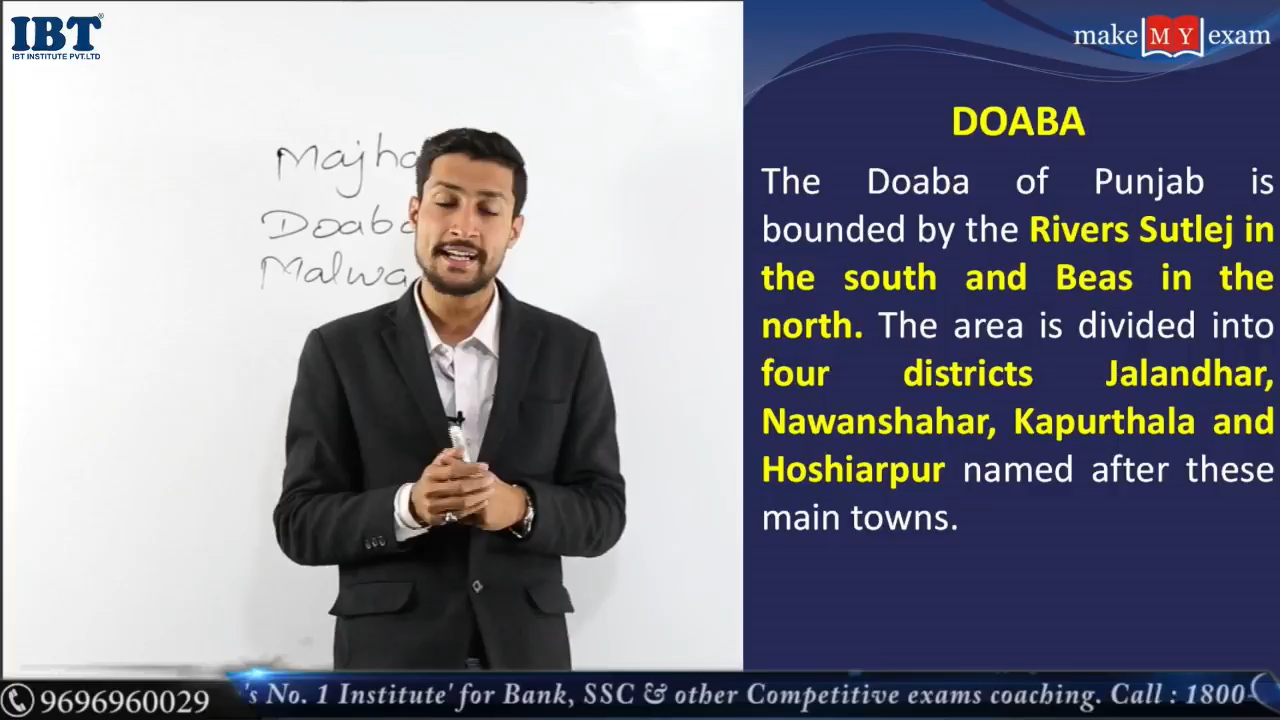 IBT
IBT INSTITUTE PVT.LTD
make MY exam
Majha
Doaba
Malwa
DOABA
The Doaba of Punjab is
bounded by the Rivers Sutlej in
the south and Beas in the
north. The area is divided into
four districts Jalandhar,
Nawanshahar, Kapurthala and
Hoshiarpur named after these
main towns.
9696960029
's No. 1 Institute' for Bank, SSC & other Competitive exams coaching. Call : 1800-